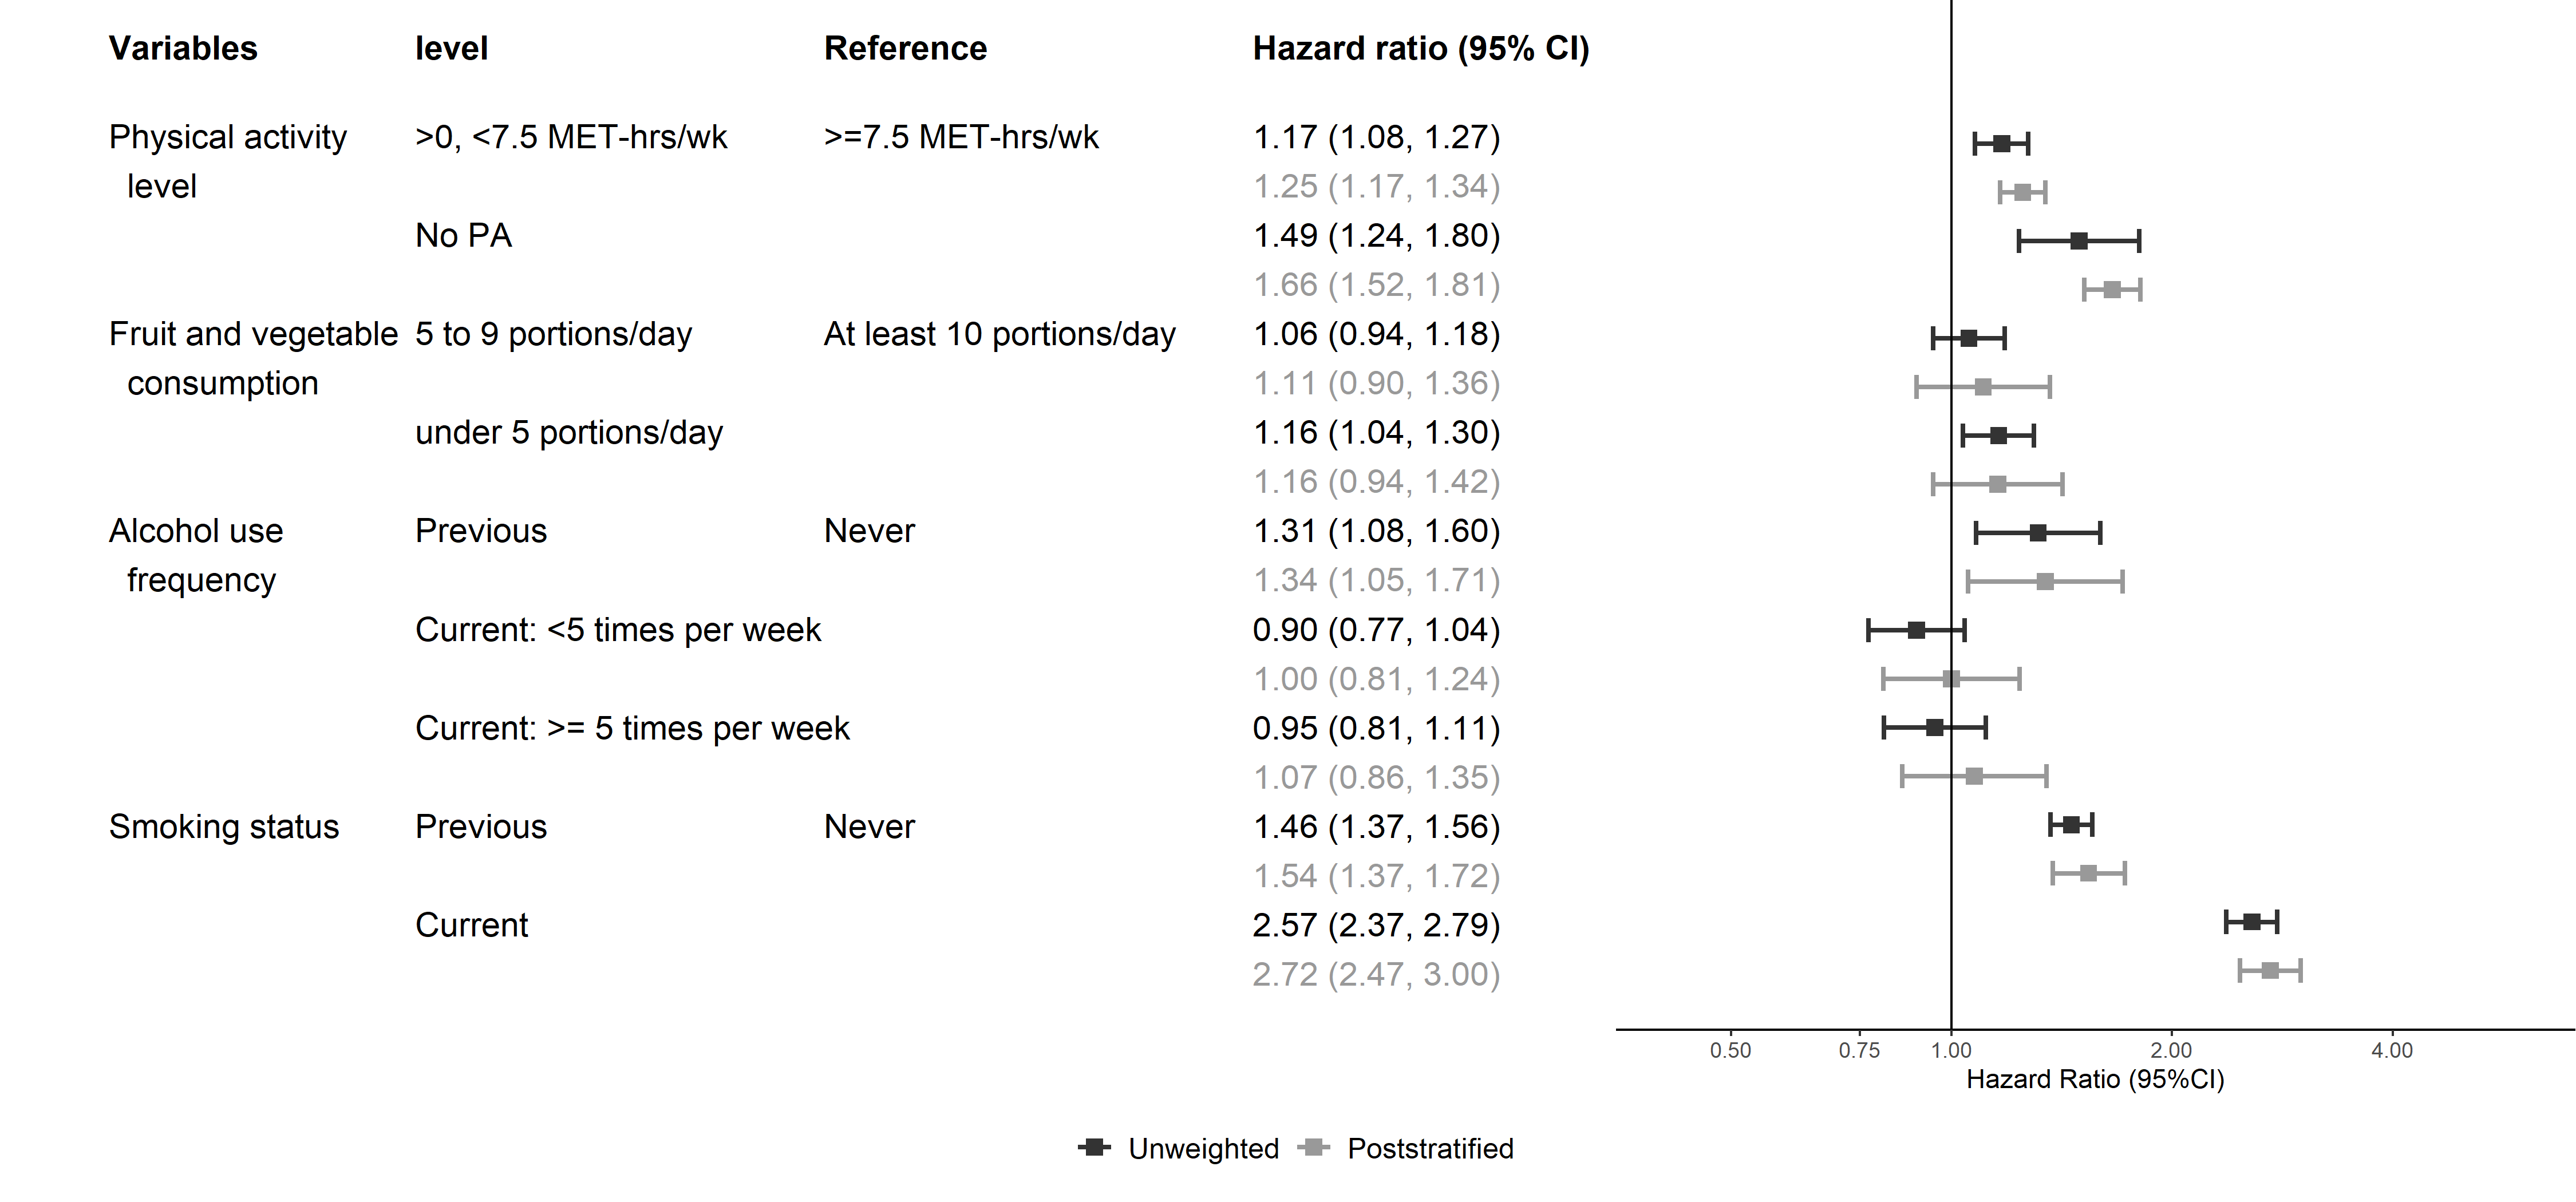 Variables level Reference Hazard ratio (95% CI)
Physical activity >0, <7.5 MET-hrs/wk >=7.5 MET-hrs/wk 1.17 (1.08, 1.27)
level 1.25 (1.17, 1.34)
No PA 1.49 (1.24, 1.80)
1.66 (1.52, 1.81)
Fruit and vegetable 5 to 9 portions/day At least 10 portions/day 1.06 (0.94, 1.18)
consumption 1.11 (0.90, 1.36)
under 5 portions/day 1.16 (1.04, 1.30)
1.16 (0.94, 1.42)
Alcohol use Previous Never 1.31 (1.08, 1.60)
frequency 1.34 (1.05, 1.71)
Current: <5 times per week 0.90 (0.77, 1.04)
1.00 (0.81, 1.24)
Current: >= 5 times per week 0.95 (0.81, 1.11)
1.07 (0.86, 1.35)
Smoking status Previous Never 1.46 (1.37, 1.56)
1.54 (1.37, 1.72)
Current 2.57 (2.37, 2.79)
2.72 (2.47, 3.00)
0.50 0.75 1.00 2.00 4.00
Hazard Ratio (95%CI)
Unweighted Poststratified